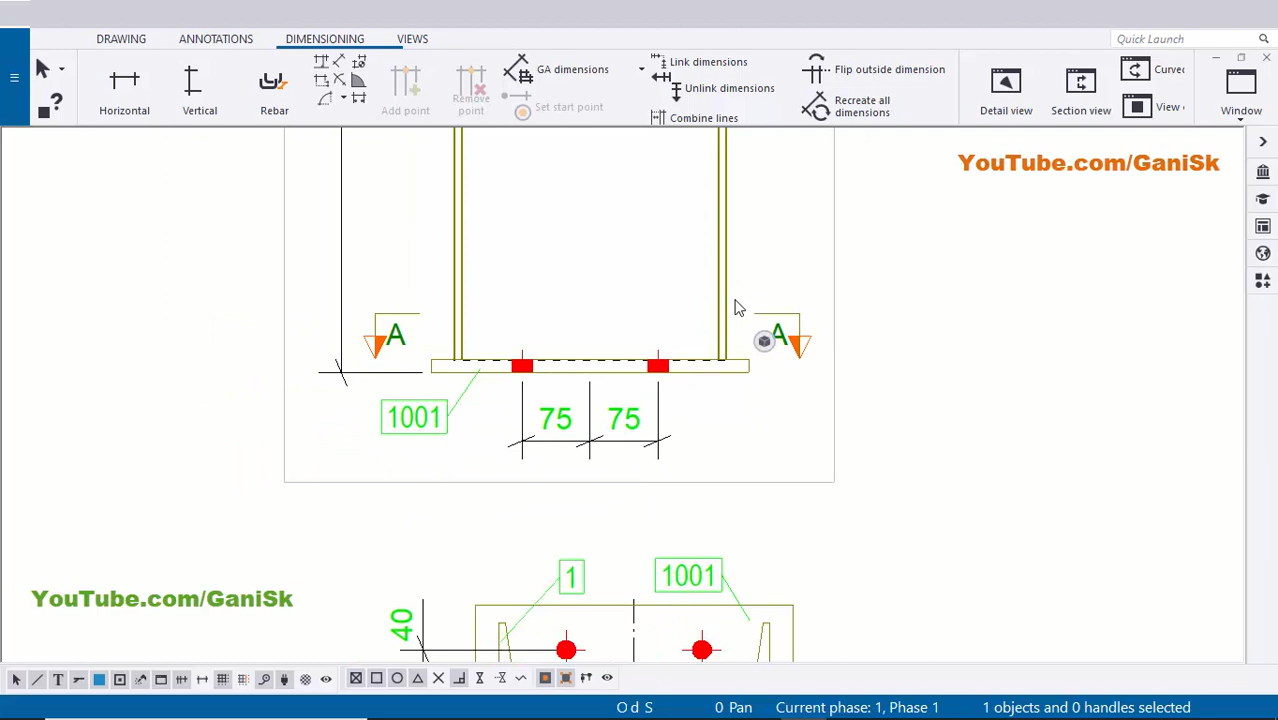 DRAWING ANNOTATIONS DIMENSIONING VIEWS
Quick Launch
Horizontal
Vertical
Rebar
Add point
Remove point
GA dimensions
Set start point
Link dimensions
Unlink dimensions
Combine lines
Flip outside dimension
Recreate all dimensions
Detail view
Section view
Curve
View
Window
YouTube.com/GaniSk
A A
1001
75 75
1 1001
40
YouTube.com/GaniSk
O d S 0 Pan Current phase: 1, Phase 1 1 objects and 0 handles selected